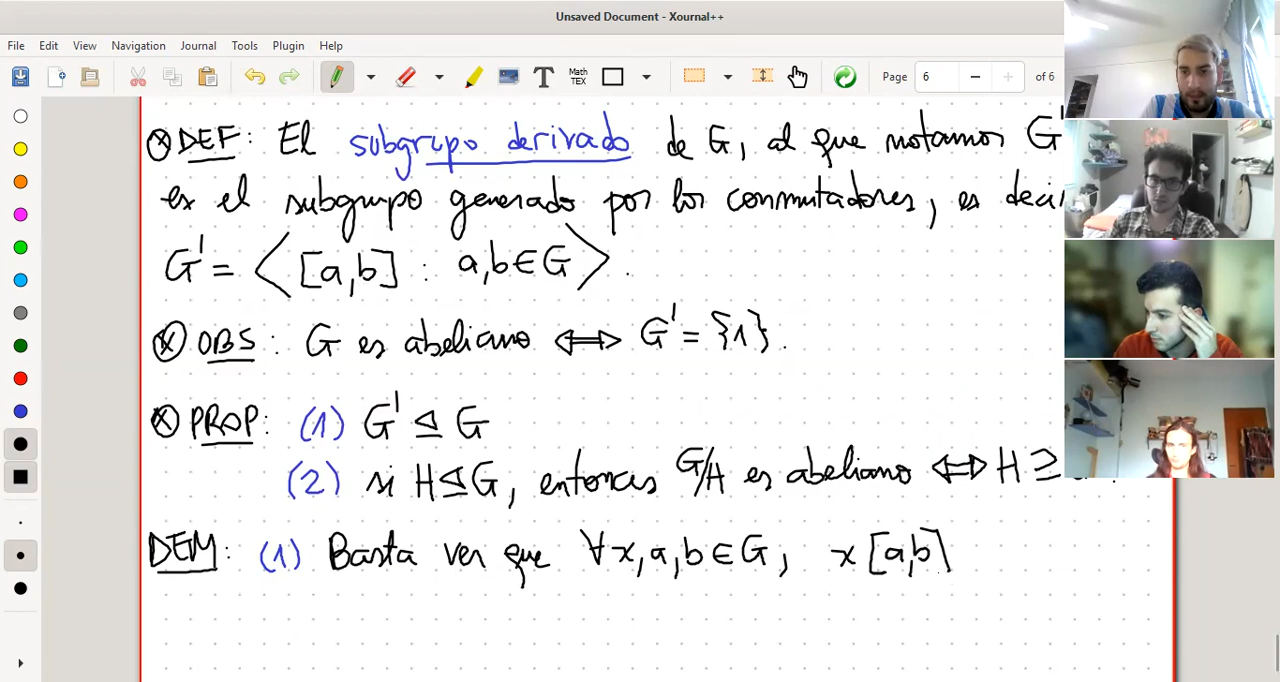 Unsaved Document - Xournal++
File Edit View Navigation Journal Tools Plugin Help
Math TEX Page 6 of 6
DEF: El subgrupo derivado de G, al que notamos G'
es el subgrupo generado por los conmutadores, es deci
G' = ⟨[a,b] : a,b∈G⟩.
OBS: G es abeliano ⟺ G' = {1}.
PROP: (1) G' ⊴ G
(2) si H⊴G, entonces G/H es abeliano ⟺ H ≥
DEM: (1) Basta ver que ∀x,a,b∈G, x[a,b]